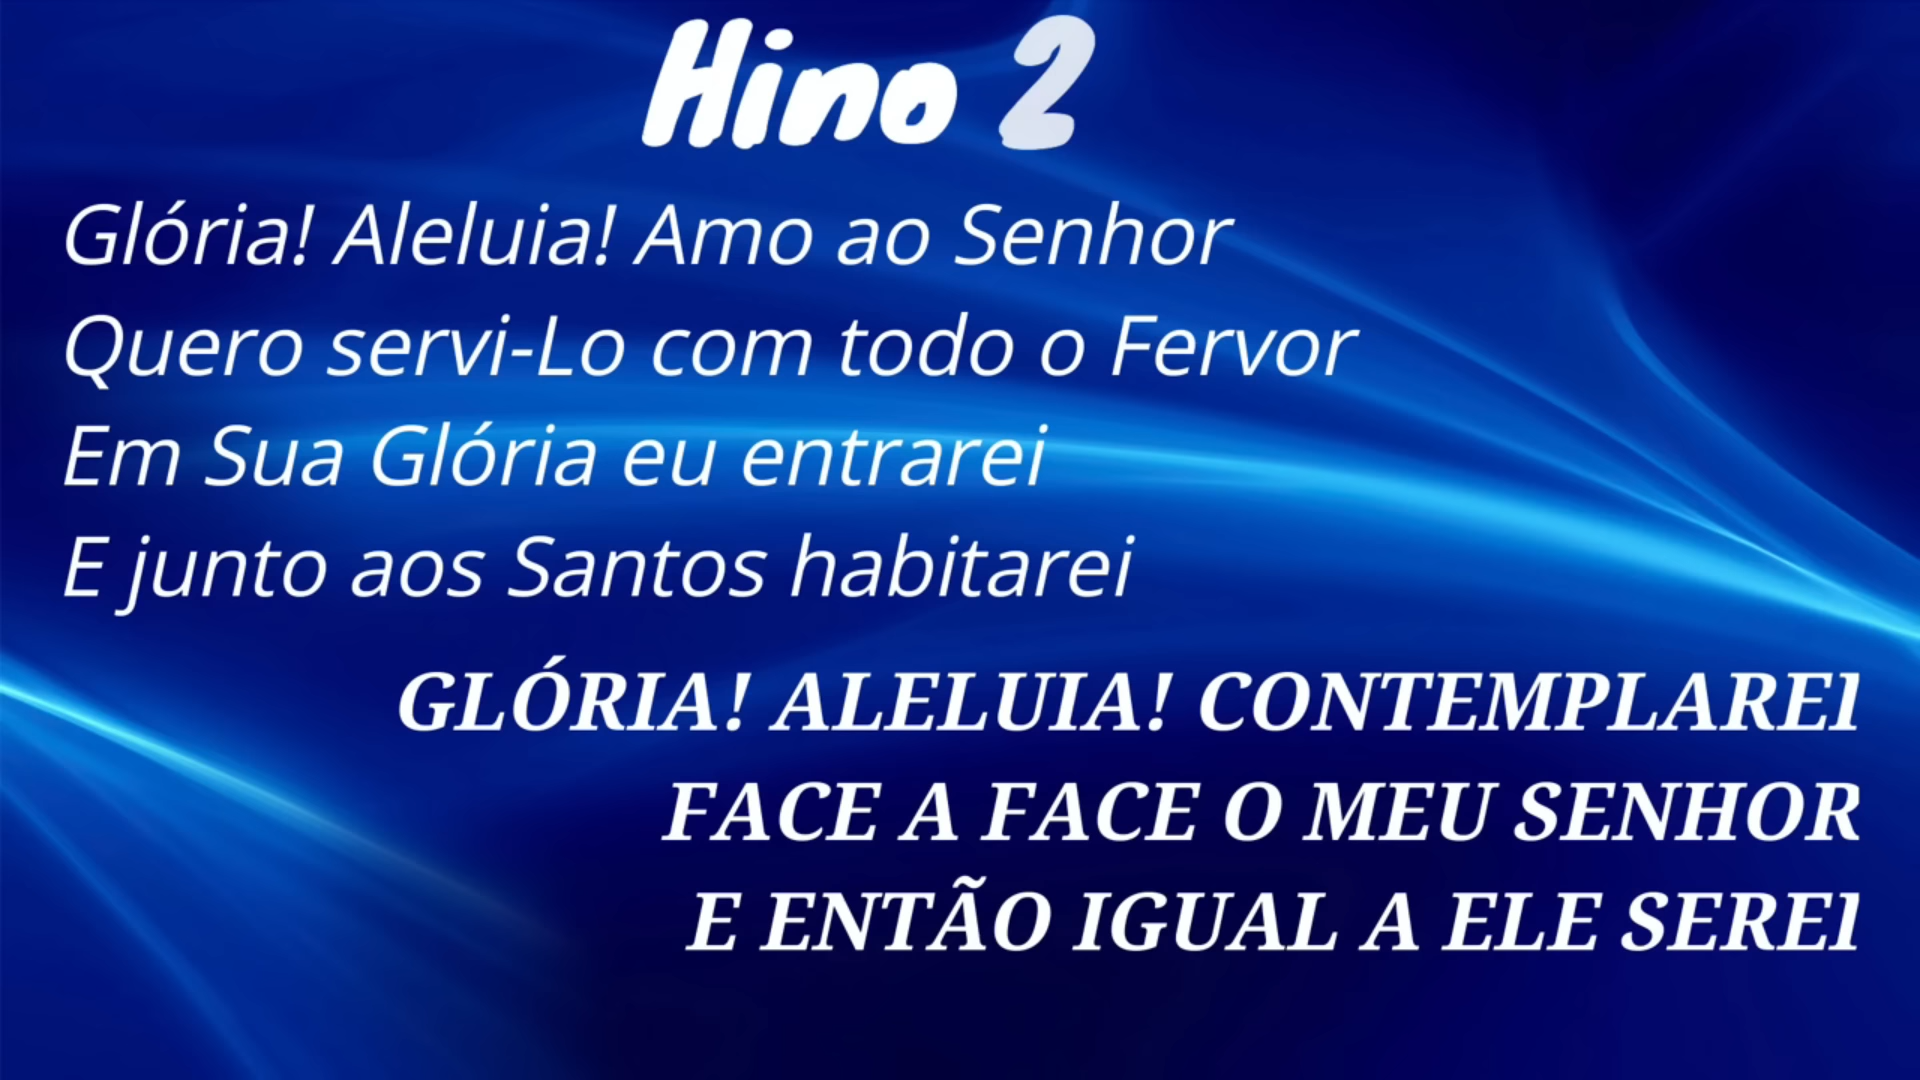 Hino 2
Glória! Aleluia! Amo ao Senhor
Quero servi-Lo com todo o Fervor
Em Sua Glória eu entrarei
E junto aos Santos habitarei
GLÓRIA! ALELUIA! CONTEMPLAREI
FACE A FACE O MEU SENHOR
E ENTÃO IGUAL A ELE SEREI